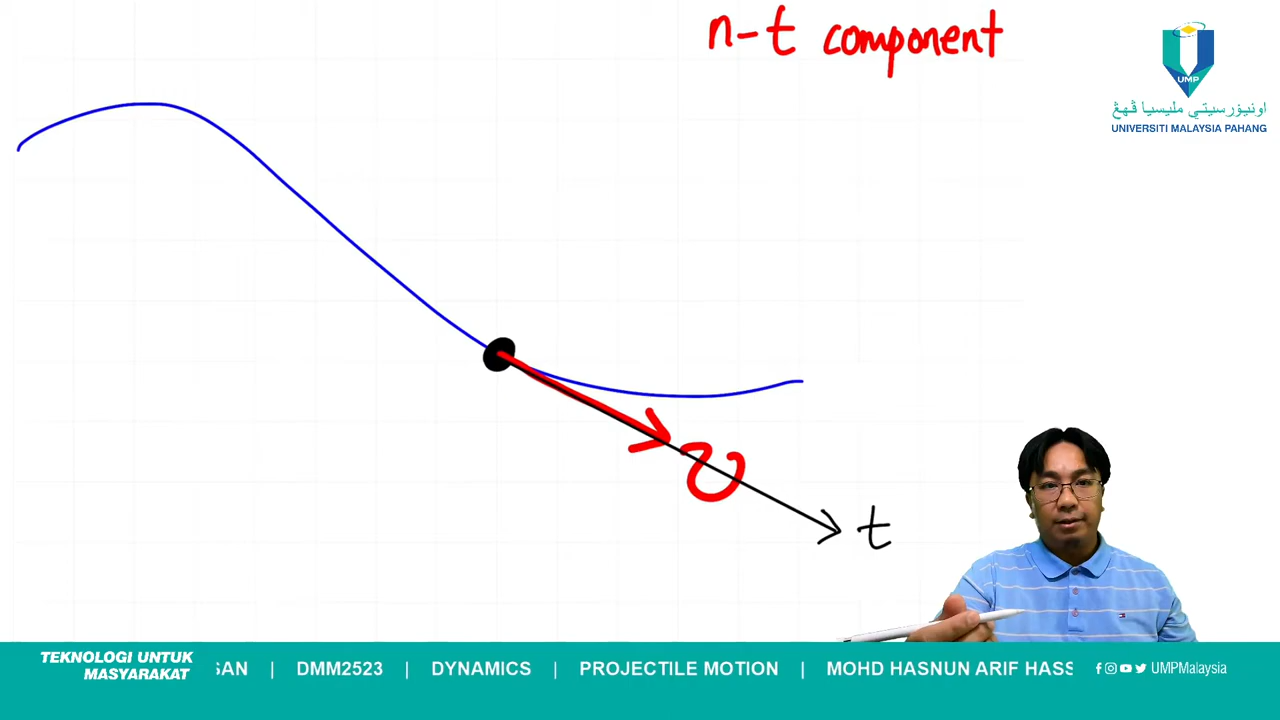 n-t component
UMP
اونيۏرسيتي مليسيا ڤهڠ
UNIVERSITI MALAYSIA PAHANG
v
t
TEKNOLOGI UNTUK
MASYARAKAT
SAN | DMM2523 | DYNAMICS | PROJECTILE MOTION | MOHD HASNUN ARIF HASS
UMPMalaysia